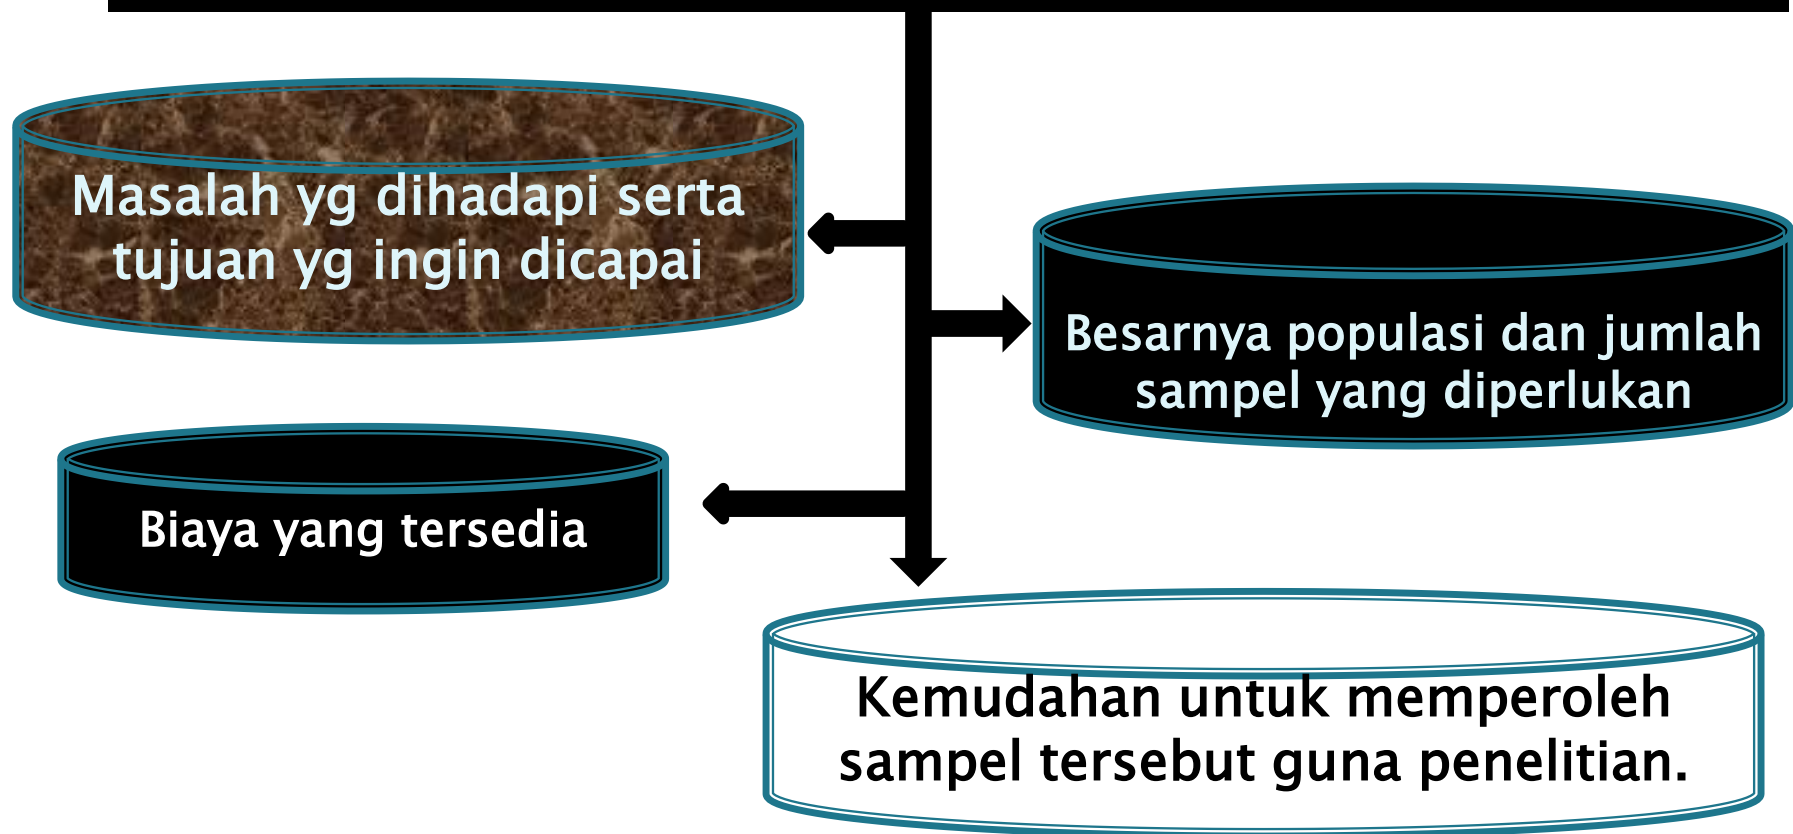 Masalah yg dihadapi serta
tujuan yg ingin dicapai
Besarnya populasi dan jumlah
sampel yang diperlukan
Biaya yang tersedia
Kemudahan untuk memperoleh
sampel tersebut guna penelitian.